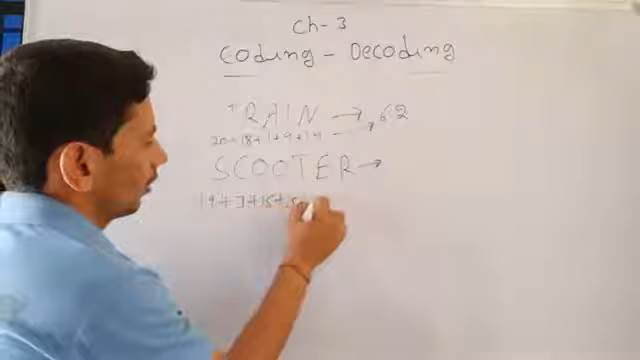 Ch-3
Coding - Decoding
TRAIN → 62
20+18+1+9+14
SCOOTER →
19+3+15+15